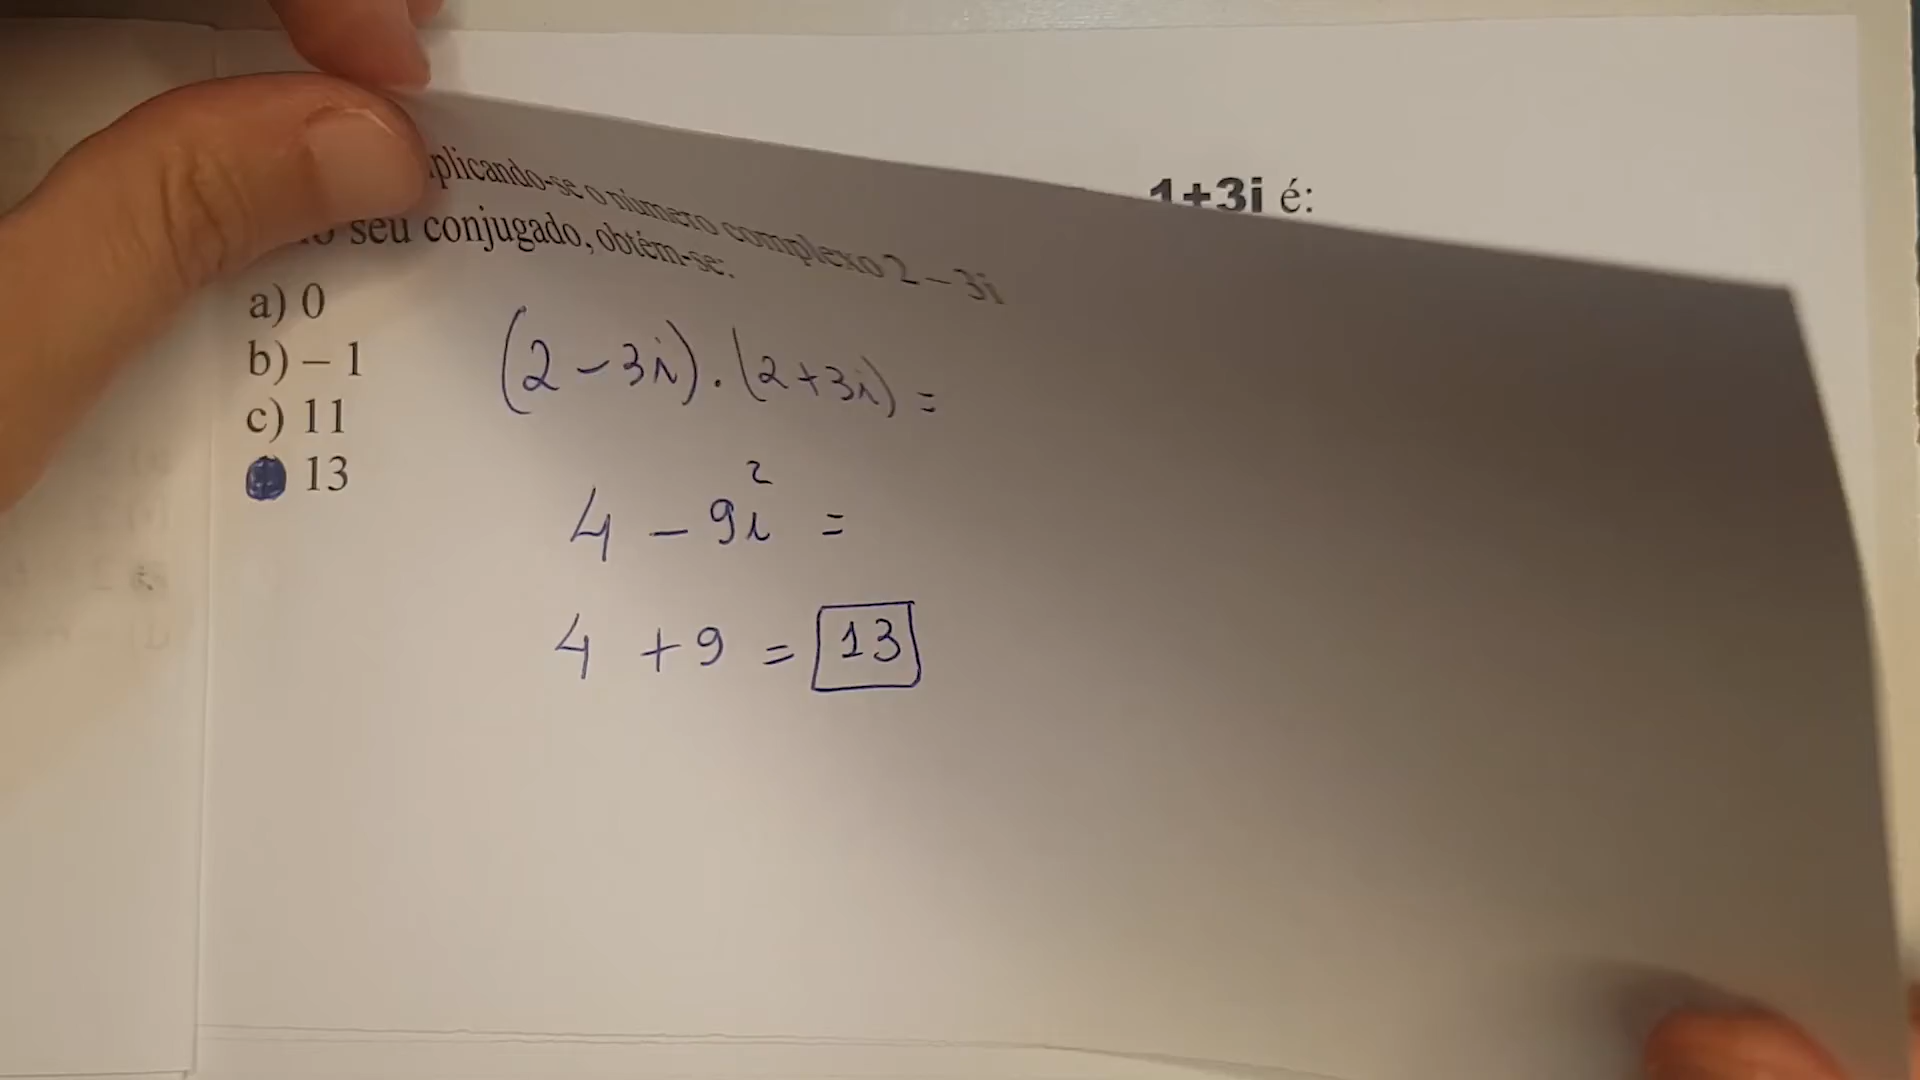 1+3i é:
plicando-se o número complexo 2 – 3i
seu conjugado, obtém-se:
a) 0
b) – 1
c) 11
13
(2 – 3i) . (2 + 3i) =
4 – 9i² =
4 + 9 = 13